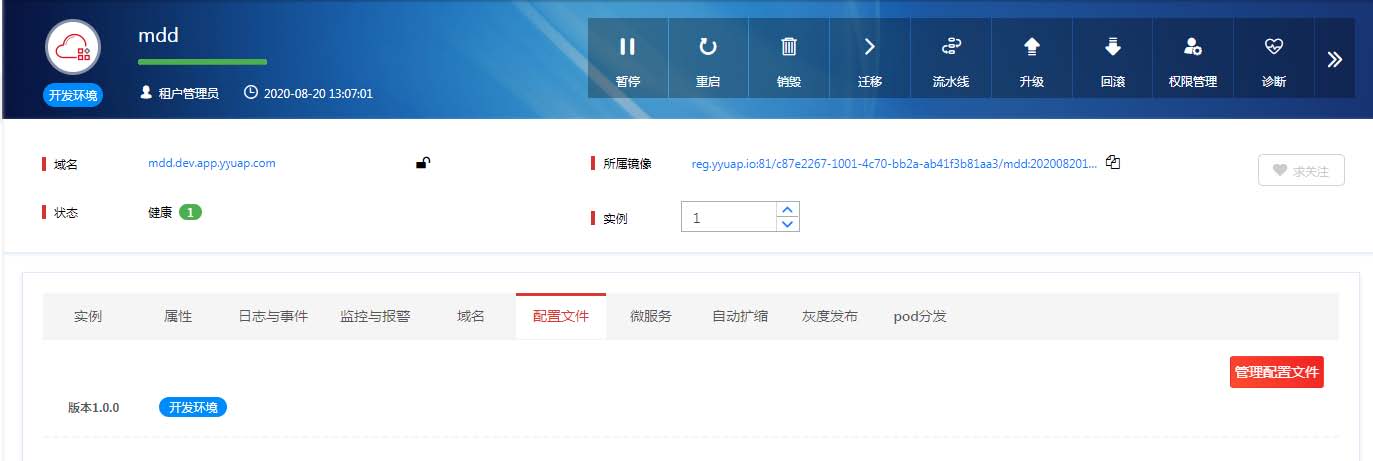 mdd
暂停 重启 销毁 迁移 流水线 升级 回滚 权限管理 诊断
开发环境 租户管理员 2020-08-20 13:07:01
域名 mdd.dev.app.yyuap.com 所属镜像 reg.yyuap.io:81/c87e2267-1001-4c70-bb2a-ab41f3b81aa3/mdd:202008201... 求关注
状态 健康 1 实例 1
实例 属性 日志与事件 监控与报警 域名 配置文件 微服务 自动扩缩 灰度发布 pod分发
管理配置文件
版本1.0.0 开发环境